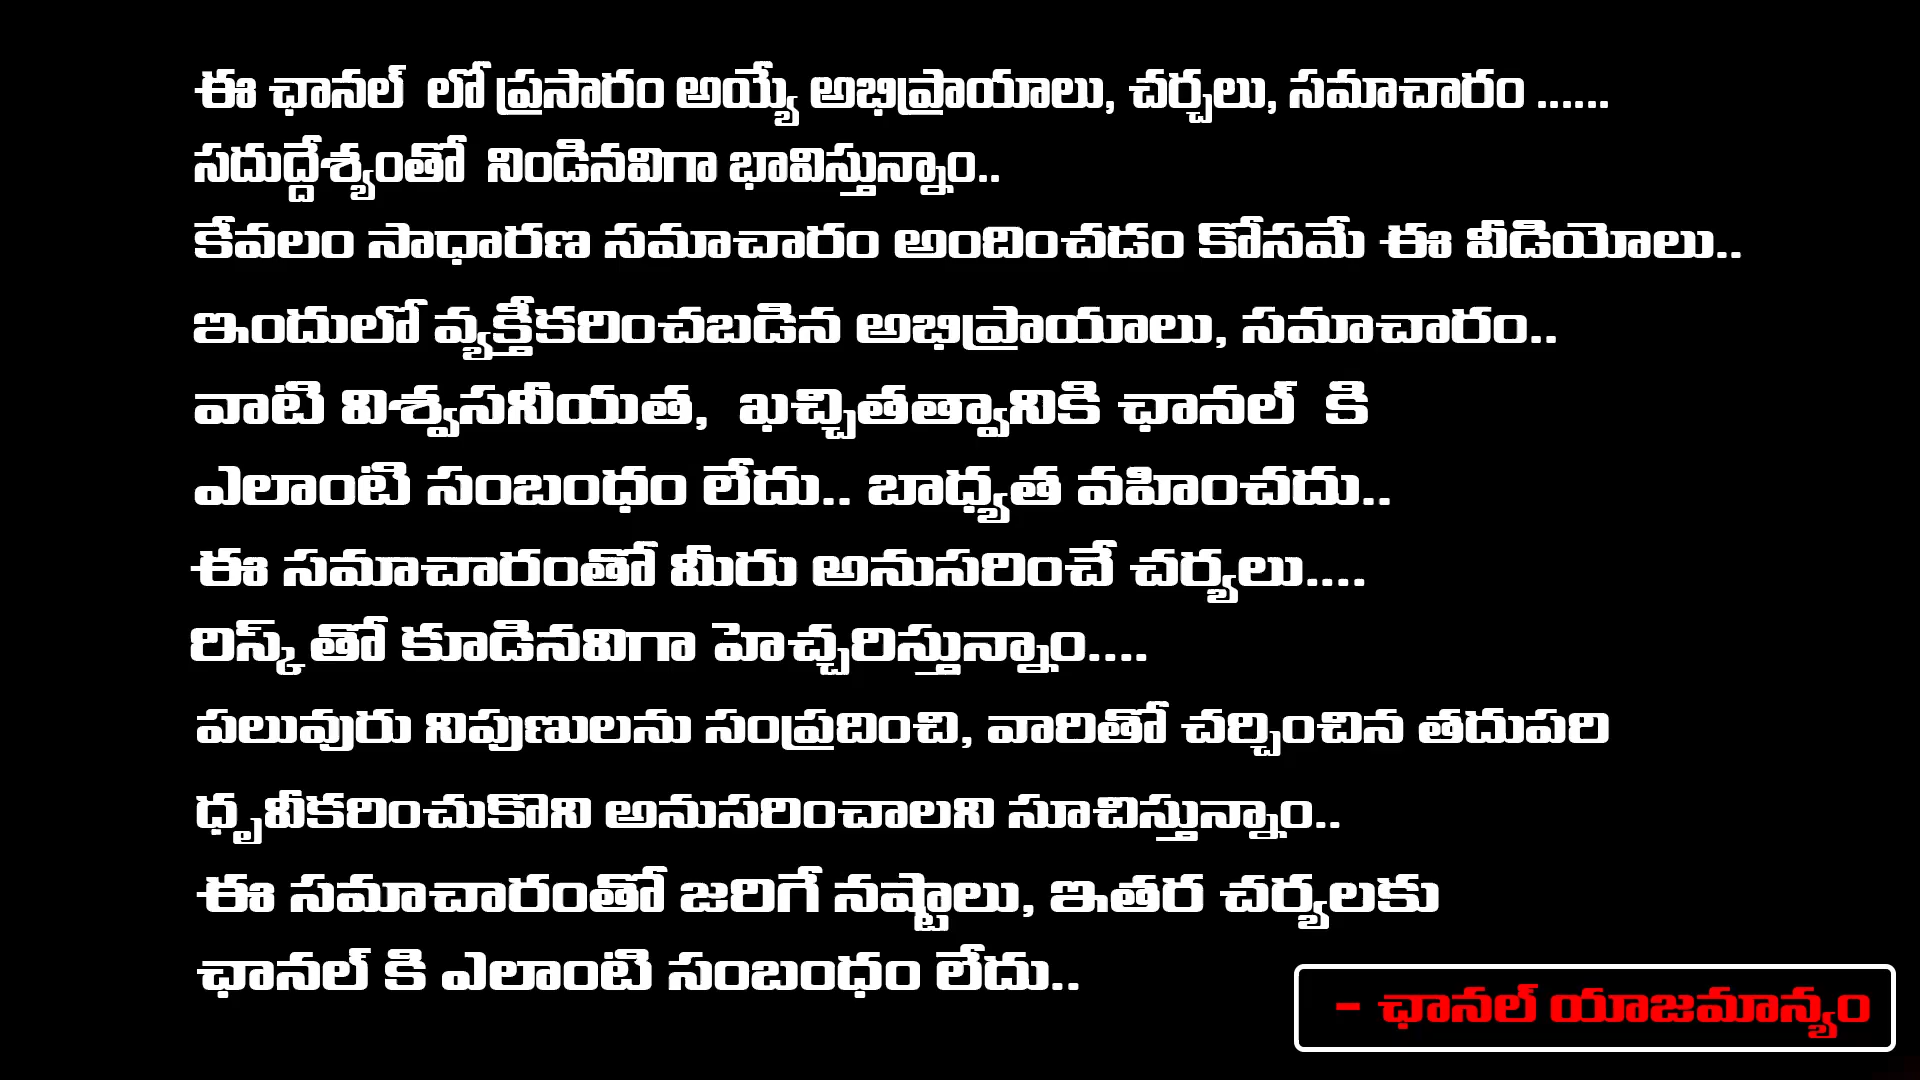 ఈ ఛానల్ లో ప్రసారం అయ్యే అభిప్రాయాలు, చర్చలు, సమాచారం ......
సదుద్దేశ్యంతో నిండినవిగా భావిస్తున్నాం..
కేవలం సాధారణ సమాచారం అందించడం కోసమే ఈ వీడియోలు..
ఇందులో వ్యక్తీకరించబడిన అభిప్రాయాలు, సమాచారం..
వాటి విశ్వసనీయత, ఖచ్చితత్వానికి ఛానల్ కి
ఎలాంటి సంబంధం లేదు.. బాధ్యత వహించదు..
ఈ సమాచారంతో మీరు అనుసరించే చర్యలు....
రిస్క్ తో కూడినవిగా హెచ్చరిస్తున్నాం....
పలువురు నిపుణులను సంప్రదించి, వారితో చర్చించిన తదుపరి
ధృవీకరించుకొని అనుసరించాలని సూచిస్తున్నాం..
ఈ సమాచారంతో జరిగే నష్టాలు, ఇతర చర్యలకు
ఛానల్ కి ఎలాంటి సంబంధం లేదు..
- ఛానల్ యాజమాన్యం